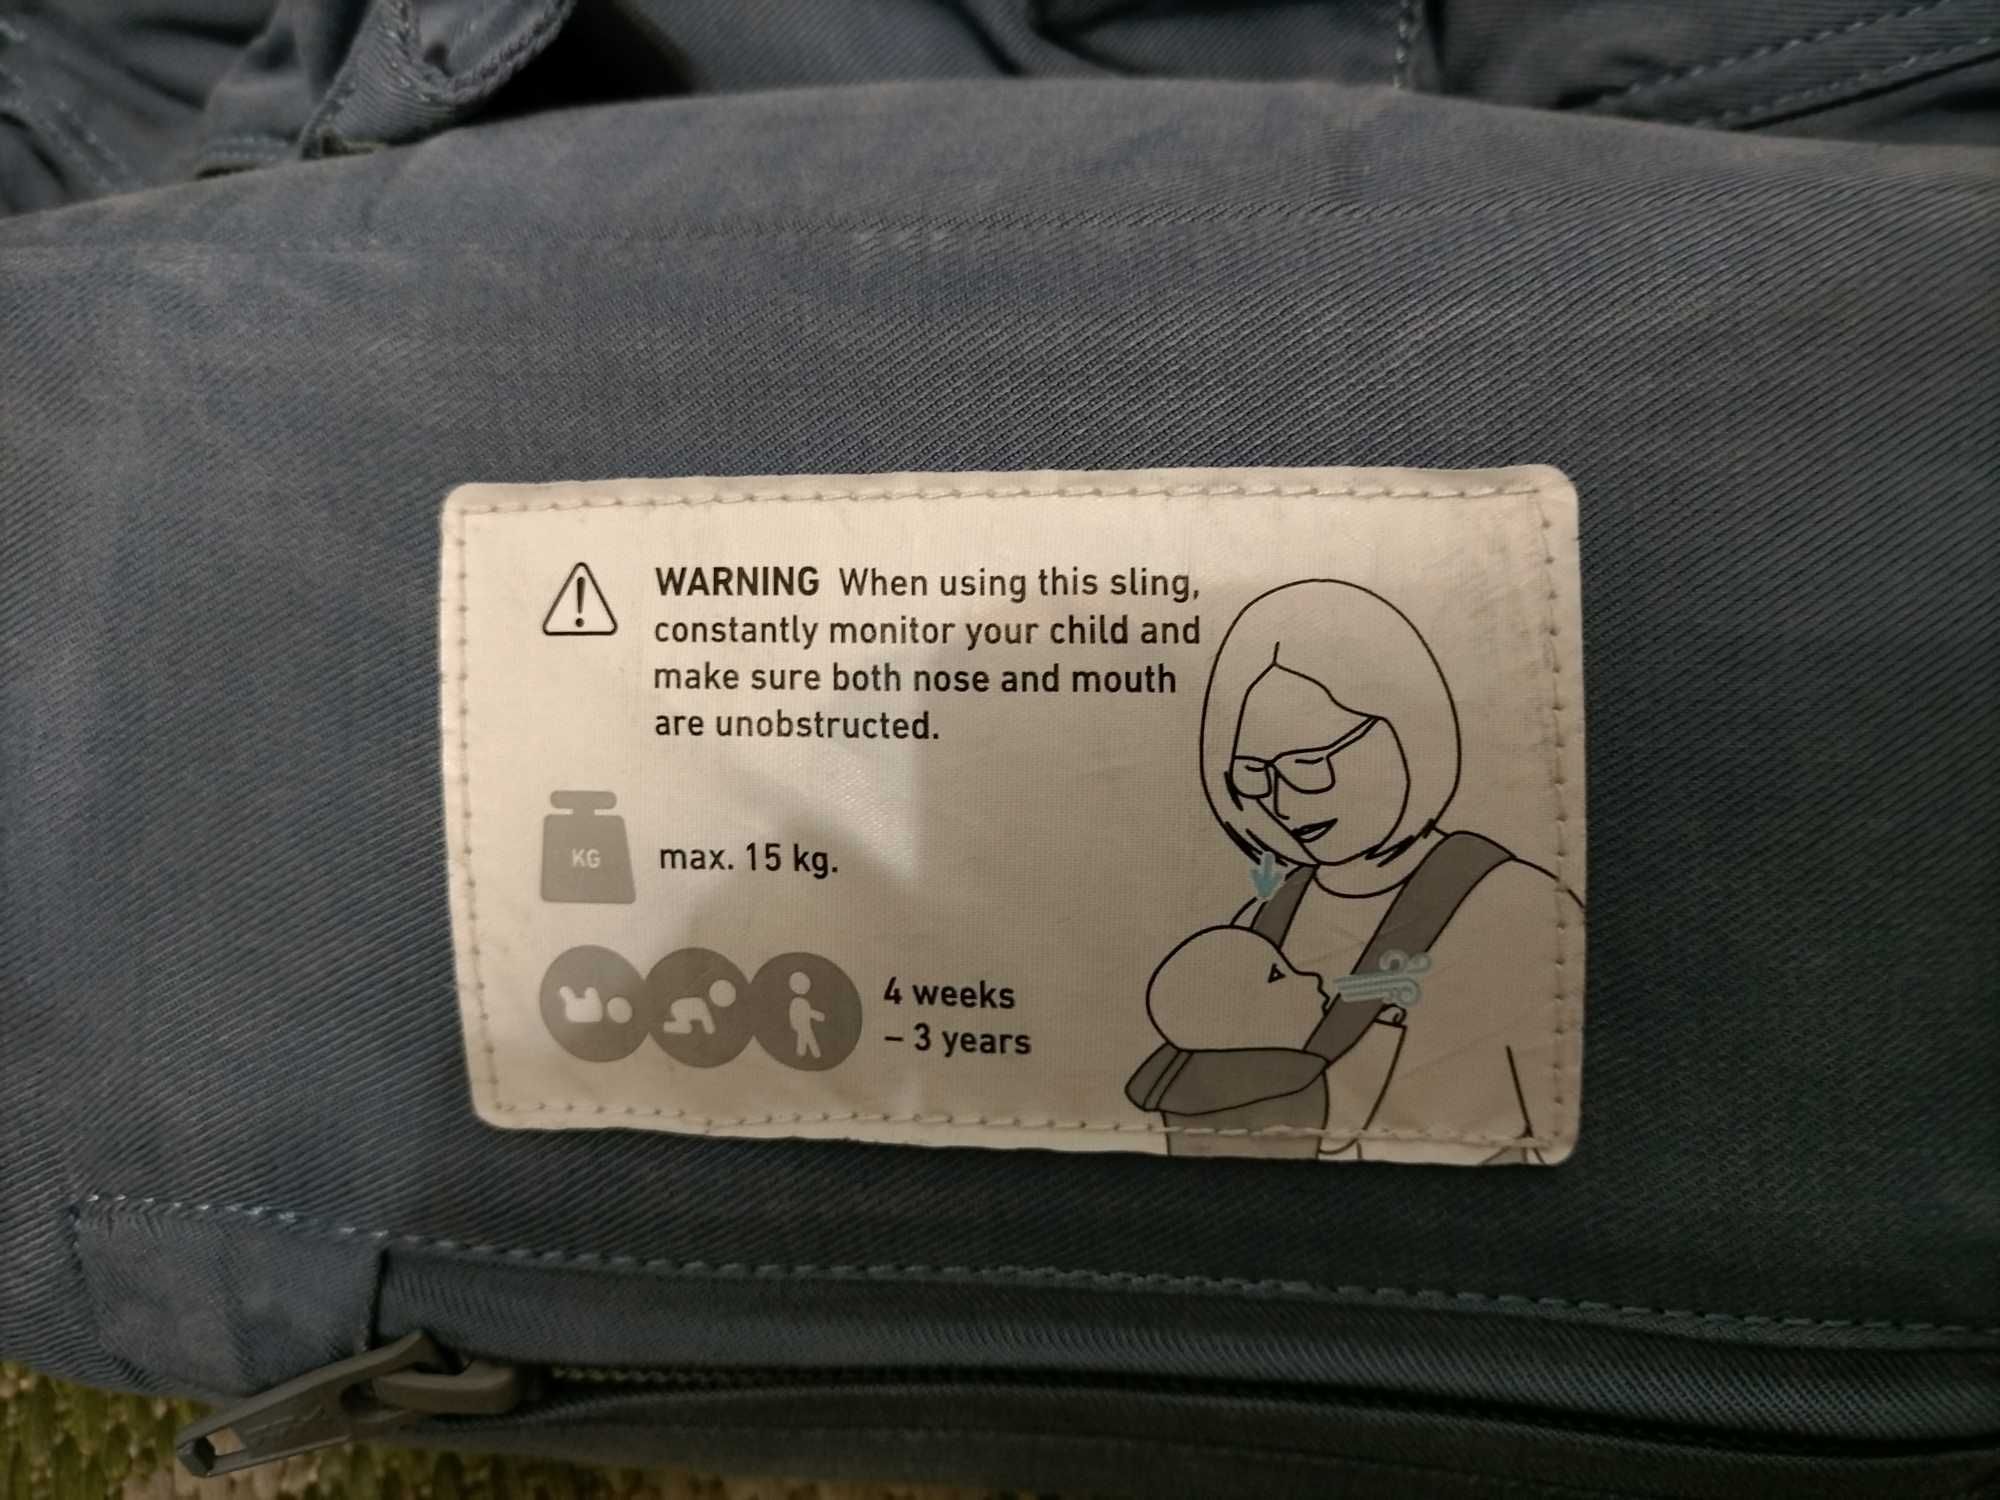 WARNING When using this sling,
constantly monitor your child and
make sure both nose and mouth
are unobstructed.
KG
max. 15 kg.
4 weeks
– 3 years